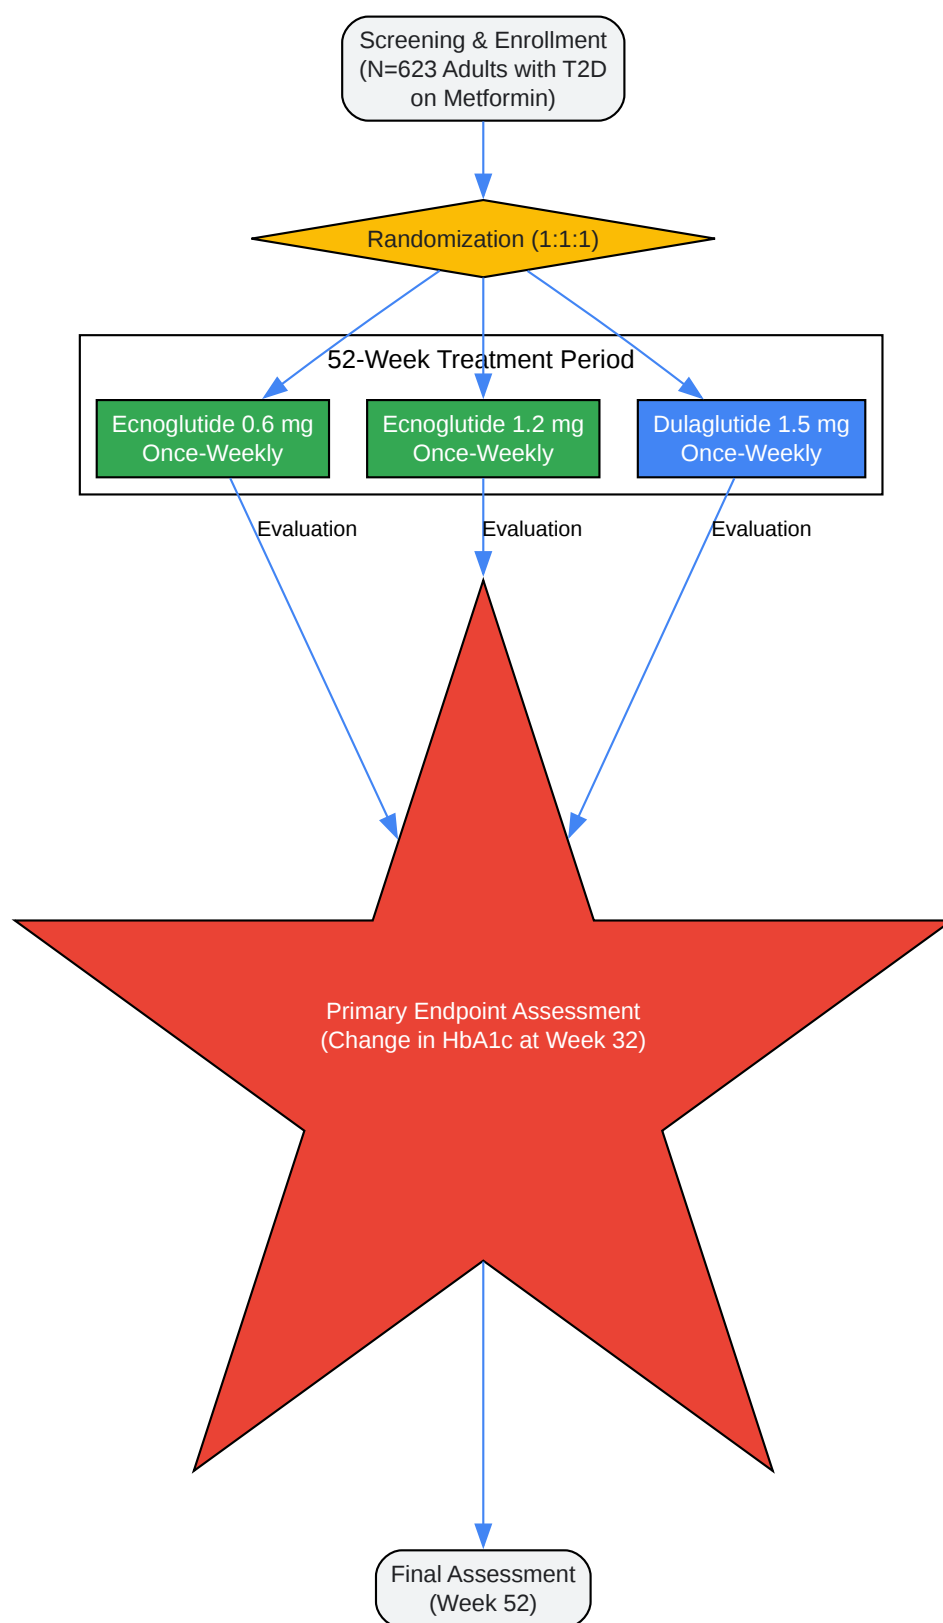 Screening & Enrollment
(N=623 Adults with T2D
on Metformin)
Randomization (1:1:1)
52-Week Treatment Period
Ecnoglutide 0.6 mg
Once-Weekly
Ecnoglutide 1.2 mg
Once-Weekly
Dulaglutide 1.5 mg
Once-Weekly
Evaluation
Evaluation
Evaluation
Primary Endpoint Assessment
(Change in HbA1c at Week 32)
Final Assessment
(Week 52)